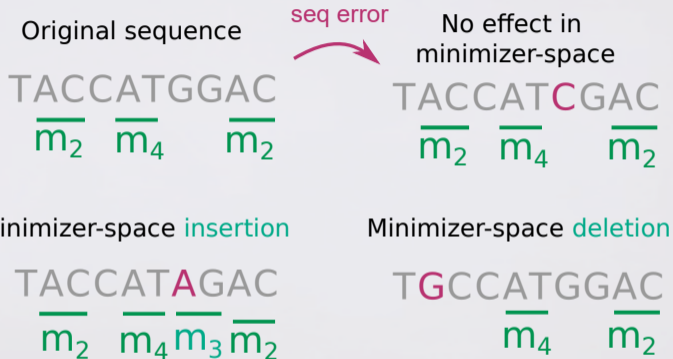 Original sequence
seq error
No effect in
minimizer-space
TACCATGGAC
m2 m4 m2
TACCATCGAC
m2 m4 m2
inimizer-space insertion
Minimizer-space deletion
TACCATAGAC
m2 m4 m3 m2
TGCCATGGAC
m4 m2